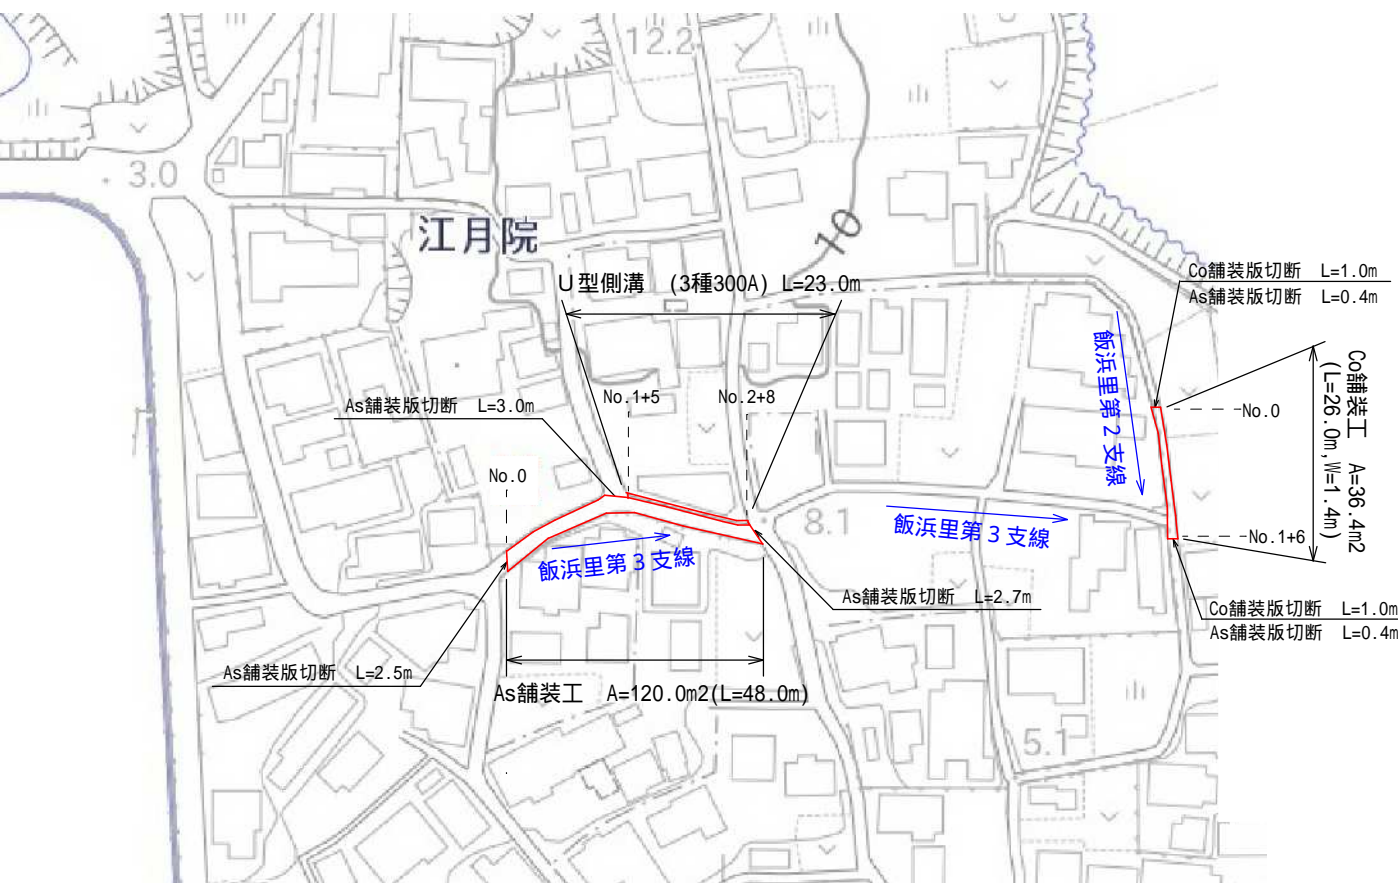 12.2
3.0
江月院
10
U型側溝　(3種300A) L=23.0m
Co舗装版切断　L=1.0m
As舗装版切断　L=0.4m
飯浜里第2支線
Co舗装工　A=36.4m2
(L=26.0m,W=1.4m)
No.1+5
No.2+8
As舗装版切断　L=3.0m
No.0
No.0
8.1
飯浜里第3支線
飯浜里第3支線
No.1+6
As舗装版切断　L=2.7m
Co舗装版切断　L=1.0m
As舗装版切断　L=0.4m
As舗装版切断　L=2.5m
As舗装工　A=120.0m2(L=48.0m)
5.1